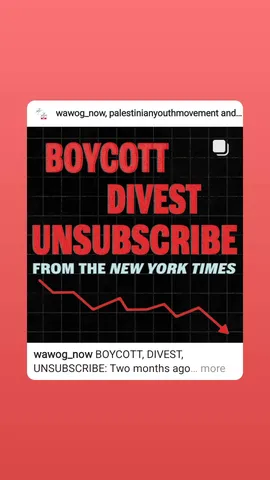 wawog_now, palestinianyouthmovement and...
BOYCOTT
DIVEST
UNSUBSCRIBE
FROM THE NEW YORK TIMES
wawog_now BOYCOTT, DIVEST,
UNSUBSCRIBE: Two months ago... more